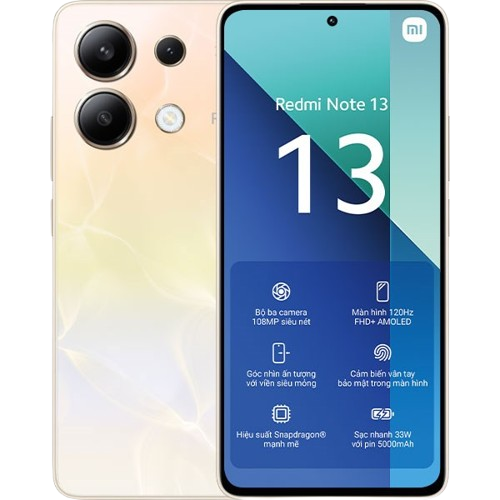 mi
Redmi Note 13
13
Bộ ba camera
108MP siêu nét
Màn hình 120Hz
FHD+ AMOLED
Góc nhìn ấn tượng
với viền siêu mỏng
Cảm biến vân tay
bảo mật trong màn hình
Hiệu suất Snapdragon®
mạnh mẽ
Sạc nhanh 33W
với pin 5000mAh